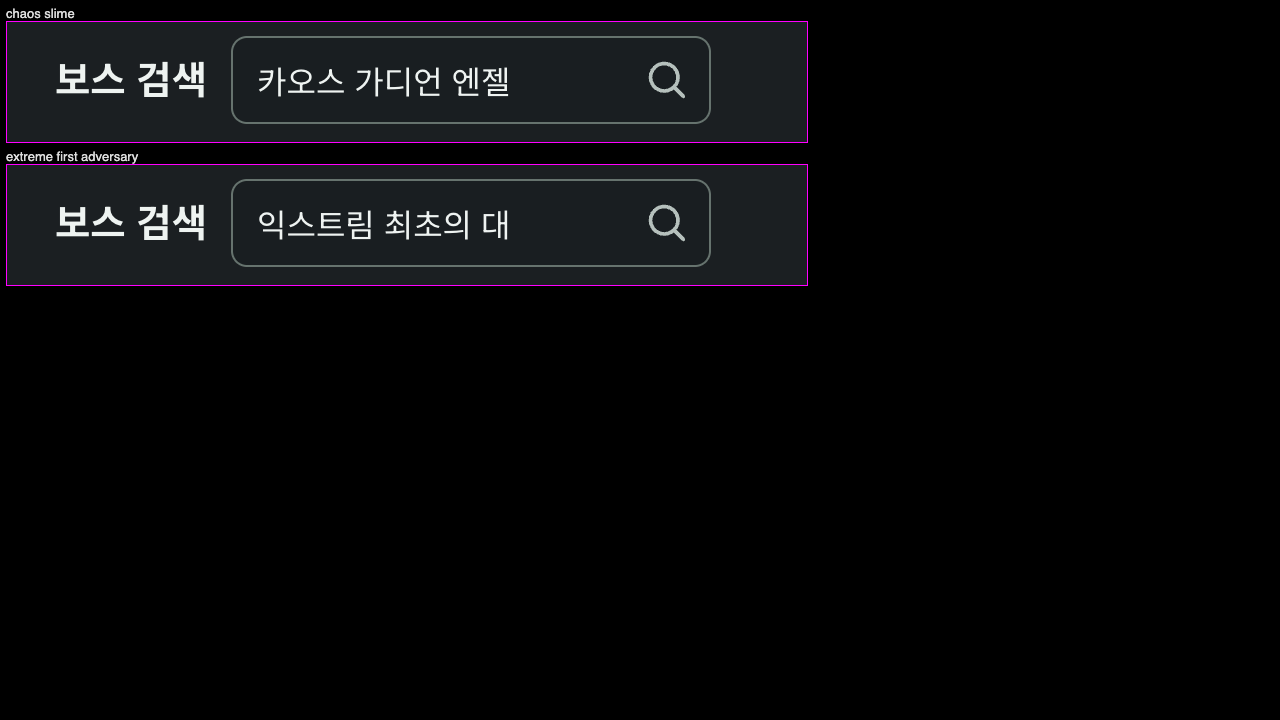 chaos slime
보스 검색 카오스 가디언 엔젤
extreme first adversary
보스 검색 익스트림 최초의 대